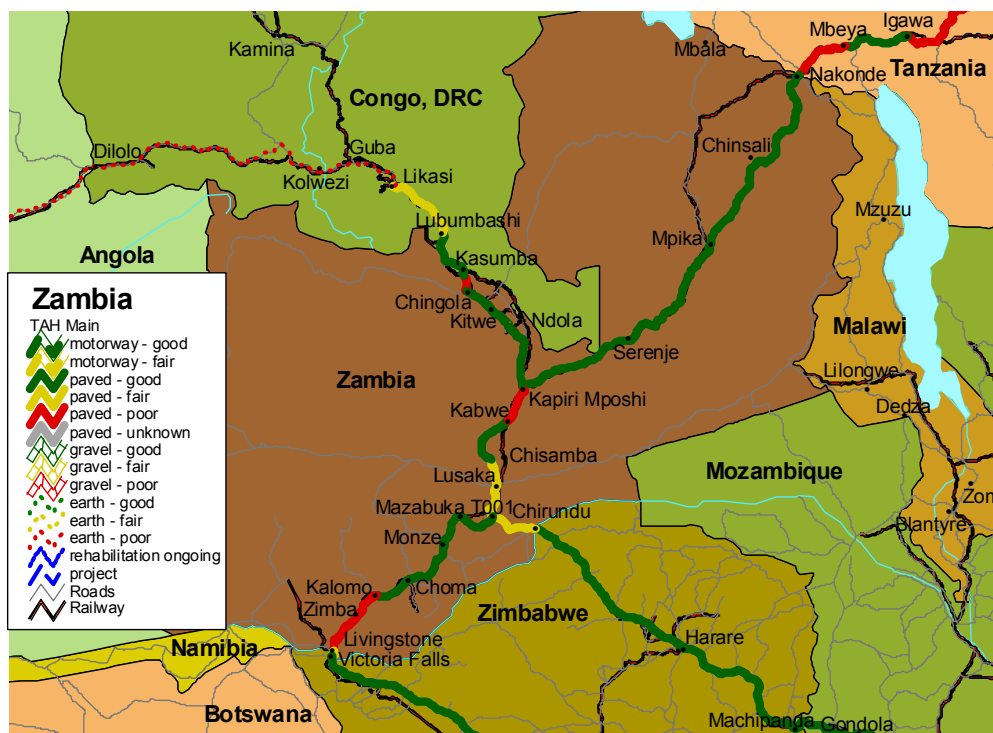 Igawa
Mbeya
Kamina
Mbala
Tanzania
Nakonde
Congo, DRC
Dilolo
Guba
Chinsali
Kolwezi
Likasi
Mzuzu
Lubumbashi
Mpika
Angola
Kasumba
Chingola
Kitwe
Ndola
Malawi
Serenje
Zambia
Lilongwe
Kapiri Mposhi
Dedza
Kabwe
Chisamba
Mozambique
Lusaka
Zom
Mazabuka T001
Chirundu
Blantyre
Monze
Kalomo
Choma
Zimba
Zimbabwe
Livingstone
Harare
Namibia
Victoria Falls
Botswana
Machipanda
Gondola
Zambia
TAH Main
motorway - good
motorway - fair
paved - good
paved - fair
paved - poor
paved - unknown
gravel - good
gravel - fair
gravel - poor
earth - good
earth - fair
earth - poor
rehabilitation ongoing
project
Roads
Railway